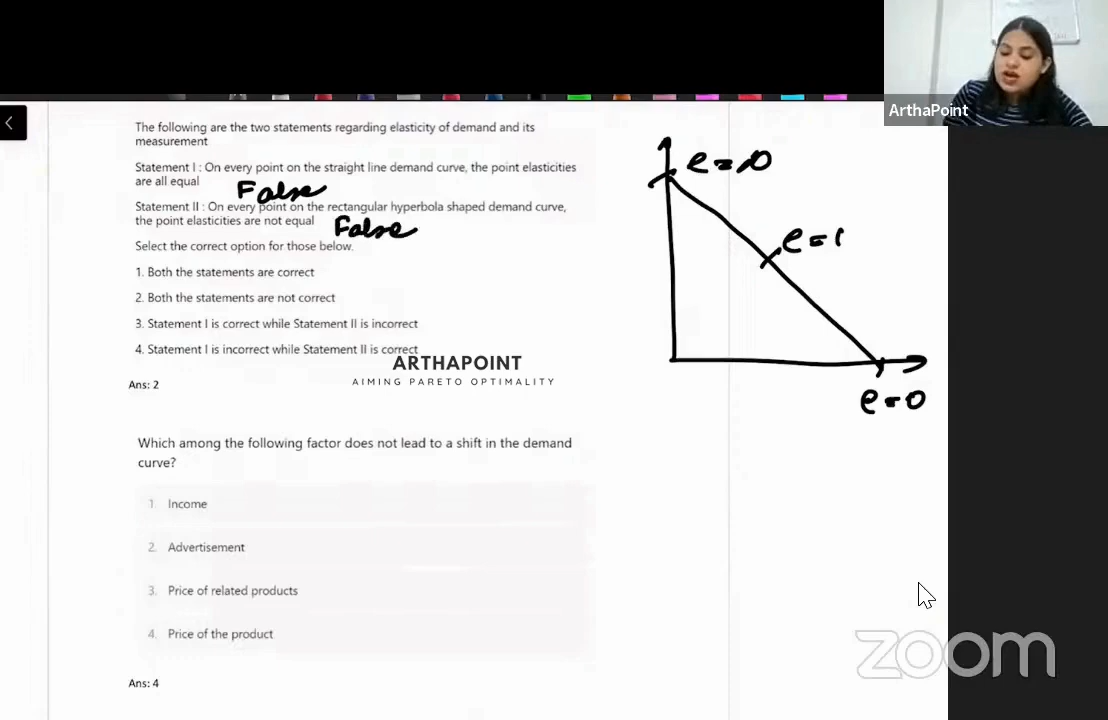 ArthaPoint
The following are the two statements regarding elasticity of demand and its
measurement
Statement I : On every point on the straight line demand curve, the point elasticities
are all equal
False
Statement II : On every point on the rectangular hyperbola shaped demand curve,
the point elasticities are not equal
False
Select the correct option for those below.
1. Both the statements are correct
2. Both the statements are not correct
3. Statement I is correct while Statement II is incorrect
4. Statement I is incorrect while Statement II is correct
Ans: 2
ARTHAPOINT
AIMING PARETO OPTIMALITY
e = 1
e = 0
Which among the following factor does not lead to a shift in the demand
curve?
1. Income
2. Advertisement
3. Price of related products
4. Price of the product
Ans: 4
zoom